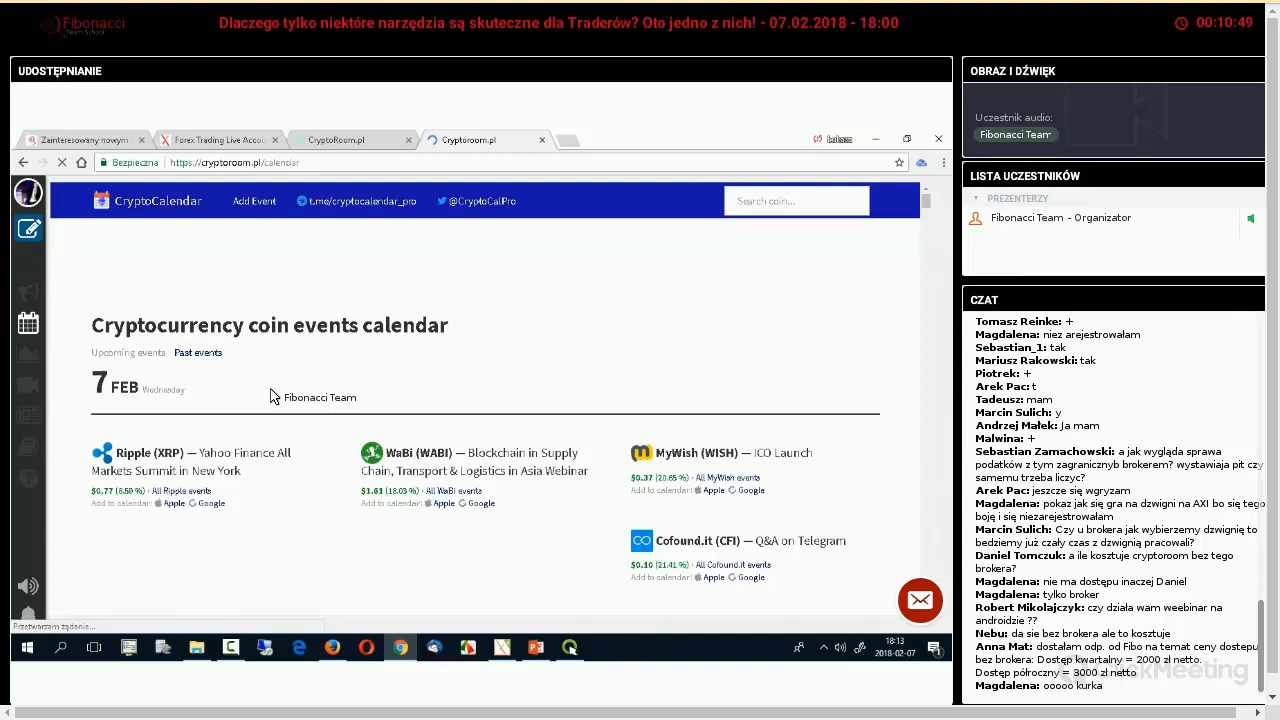 Fibonacci
Team School
Dlaczego tylko niektóre narzędzia są skuteczne dla Traderów? Oto jedno z nich! - 07.02.2018 - 18:00
00:10:49
UDOSTĘPNIANIE
Zainteresowany nowym
Forex Trading Live Accou
CryptoRoom.pl
Cryptoroom.pl
Bezpieczna
https://cryptoroom.pl/calendar
CryptoCalendar
Add Event
t.me/cryptocalendar_pro
@CryptoCalPro
Search coin...
Cryptocurrency coin events calendar
Upcoming events Past events
7 FEB Wednesday
Fibonacci Team
Ripple (XRP) — Yahoo Finance All
Markets Summit in New York
$0.77 (8.59 %) · All Ripple events
Add to calendar: Apple Google
WaBi (WABI) — Blockchain in Supply
Chain, Transport & Logistics in Asia Webinar
$1.61 (18.03 %) · All WaBi events
Add to calendar: Apple Google
MyWish (WISH) — ICO Launch
$0.37 (20.65 %) · All MyWish events
Add to calendar: Apple Google
Cofound.it (CFI) — Q&A on Telegram
$0.10 (21.41 %) · All Cofound.it events
Add to calendar: Apple Google
Przetwarzam żądanie...
18:13
2018-02-07
OBRAZ I DŹWIĘK
Uczestnik audio:
Fibonacci Team
LISTA UCZESTNIKÓW
PREZENTERZY
Fibonacci Team - Organizator
CZAT
Tomasz Reinke: +
Magdalena: niez arejestrowałam
Sebastian_1: tak
Mariusz Rakowski: tak
Piotrek: +
Arek Pac: t
Tadeusz: mam
Marcin Sulich: y
Andrzej Małek: Ja mam
Malwina: +
Sebastian Zamachowski: a jak wygląda sprawa
podatków z tym zagranicznyb brokerem? wystawiaja pit czy
samemu trzeba liczyc?
Arek Pac: jeszcze się wgryzam
Magdalena: pokaz jak się gra na dzwigni na AXI bo się tego
boję i się niezarejestrowałam
Marcin Sulich: Czy u brokera jak wybierzemy dzwignię to
bedziemy już czały czas z dzwignią pracowali?
Daniel Tomczuk: a ile kosztuje cryptoroom bez tego
brokera?
Magdalena: nie ma dostępu inaczej Daniel
Magdalena: tylko broker
Robert Mikolajczyk: czy działa wam weebinar na
androidzie ??
Nebu: da sie bez brokera ale to kosztuje
Anna Mat: dostałam odp. od Fibo na temat ceny dostepu
bez brokera: Dostęp kwartalny = 2000 zł netto.
Dostęp półroczny = 3000 zł netto
Magdalena: ooooo kurka
ClickMeeting